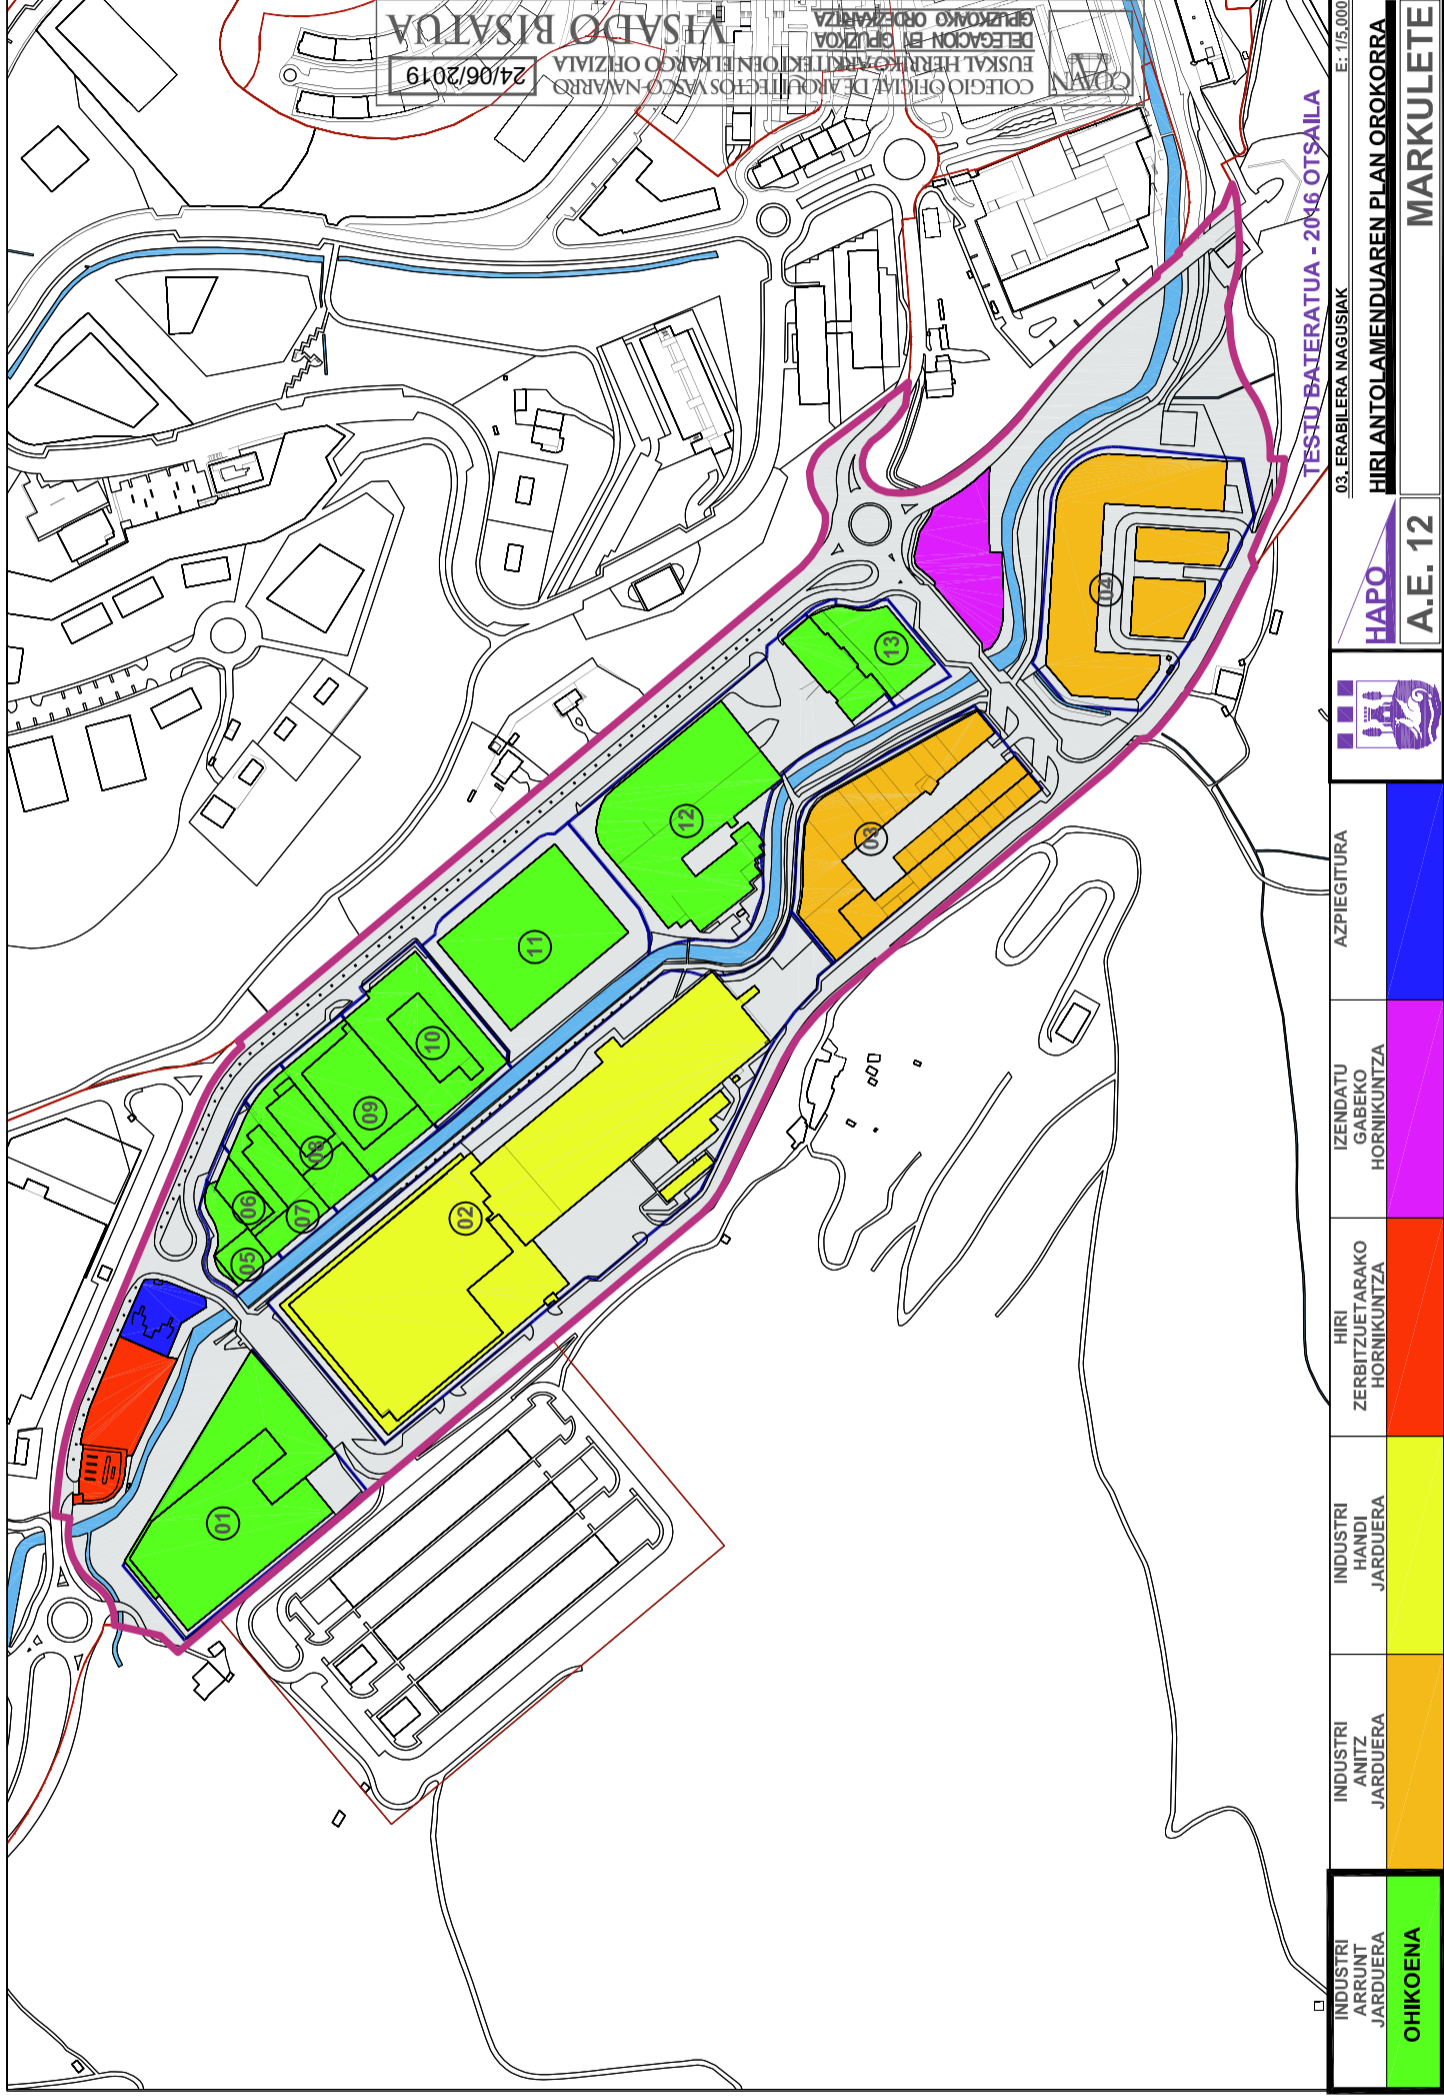 VISADO BISATUA
24/06/2019
COLEGIO OFICIAL DE ARQUITECTOS VASCO-NAVARRO
EUSKAL HERRIKO ARKITEKTOEN ELKARGO OFIZIALA
DELEGACION EN GIPUZKOA
GIPUZKOAKO ORDEZKARITZA
COAVN
01
02
03
04
05
06
07
08
09
10
11
12
13
TESTU BATERATUA - 2016 OTSAILA
03. ERABILERA NAGUSIAK
E: 1/5,000
HAPO
HIRI ANTOLAMENDUAREN PLAN OROKORRA
A.E. 12
MARKULETE
INDUSTRI
ARRUNT
JARDUERA
OHIKOENA
INDUSTRI
ANITZ
JARDUERA
INDUSTRI
HANDI
JARDUERA
HIRI
ZERBITZUETARAKO
HORNIKUNTZA
IZENDATU
GABEKO
HORNIKUNTZA
AZPIEGITURA